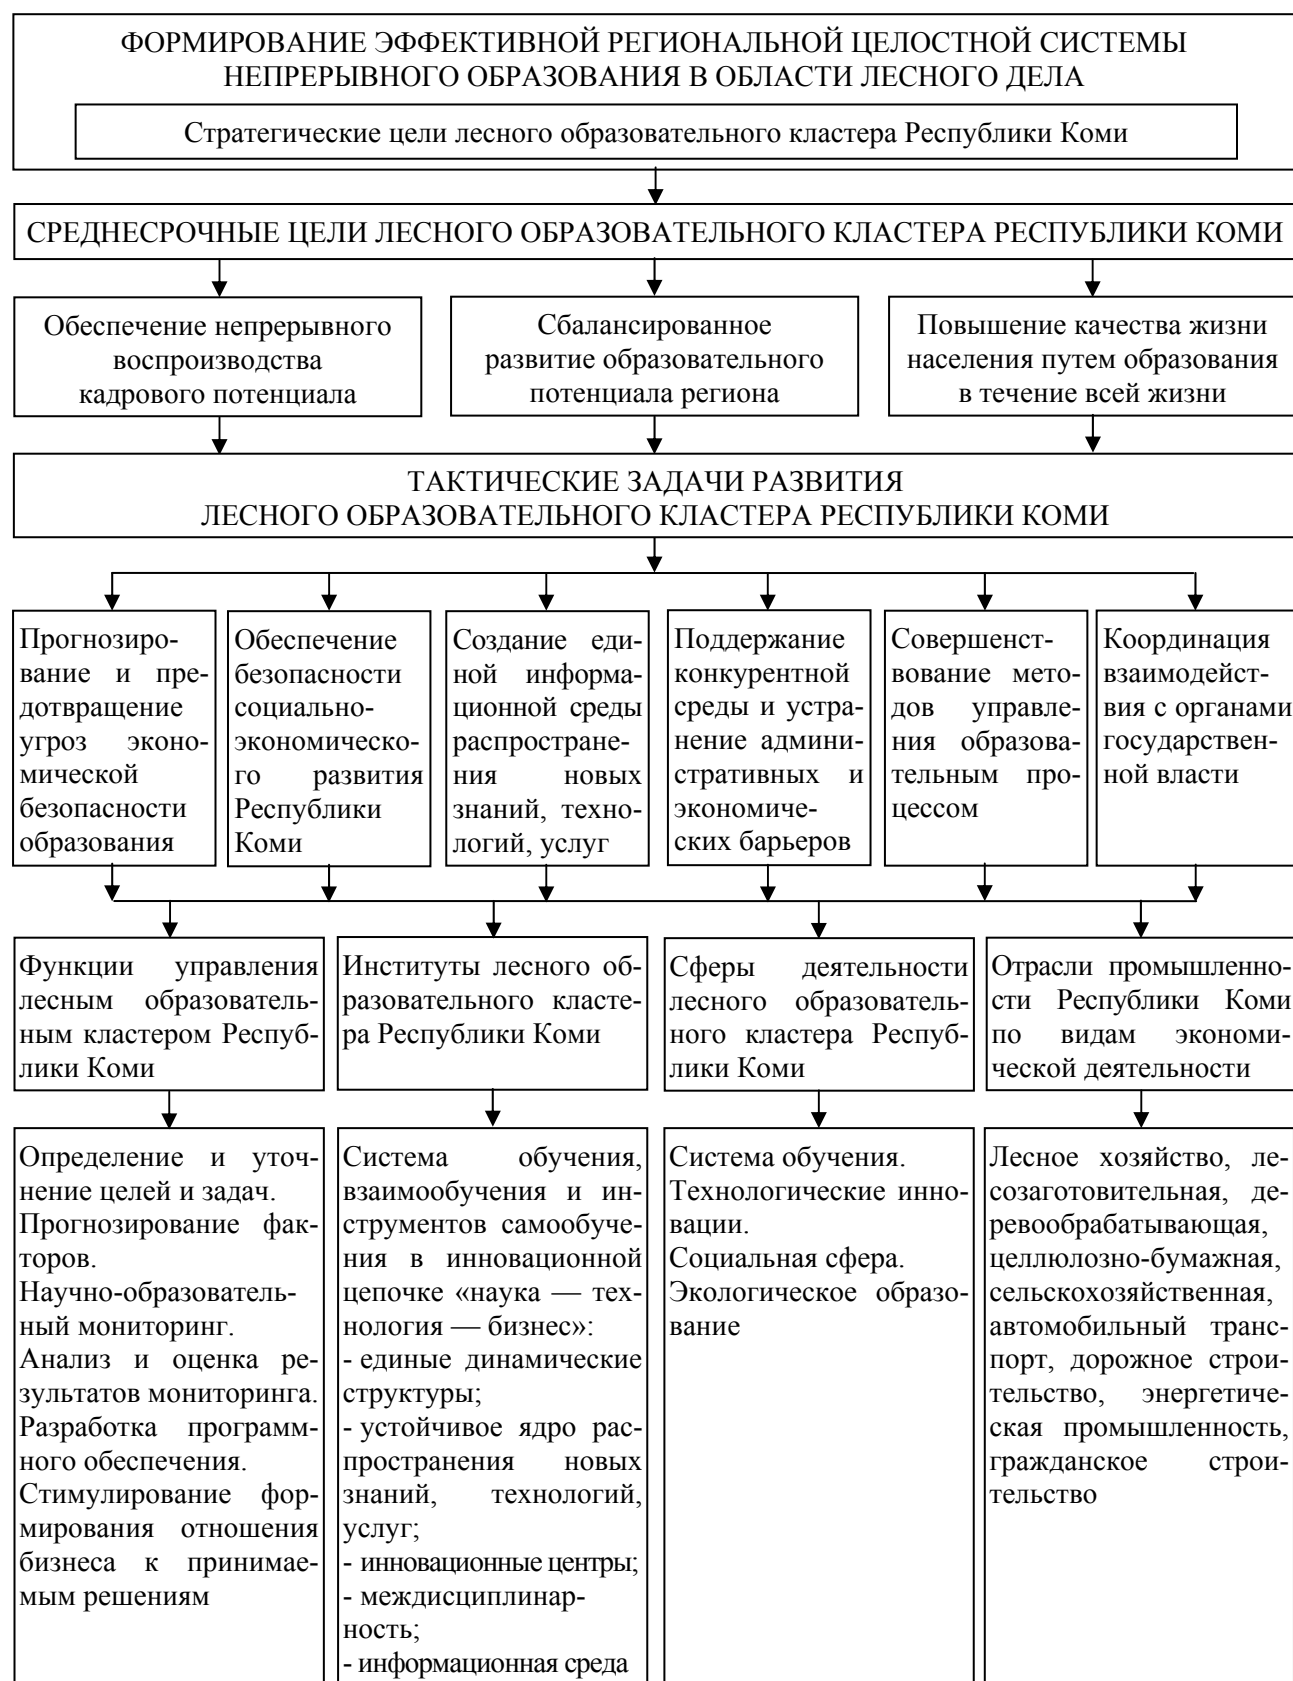 ФОРМИРОВАНИЕ ЭФФЕКТИВНОЙ РЕГИОНАЛЬНОЙ ЦЕЛОСТНОЙ СИСТЕМЫ
НЕПРЕРЫВНОГО ОБРАЗОВАНИЯ В ОБЛАСТИ ЛЕСНОГО ДЕЛА
Стратегические цели лесного образовательного кластера Республики Коми
СРЕДНЕСРОЧНЫЕ ЦЕЛИ ЛЕСНОГО ОБРАЗОВАТЕЛЬНОГО КЛАСТЕРА РЕСПУБЛИКИ КОМИ
Обеспечение непрерывного
воспроизводства
кадрового потенциала
Сбалансированное
развитие образовательного
потенциала региона
Повышение качества жизни
населения путем образования
в течение всей жизни
ТАКТИЧЕСКИЕ ЗАДАЧИ РАЗВИТИЯ
ЛЕСНОГО ОБРАЗОВАТЕЛЬНОГО КЛАСТЕРА РЕСПУБЛИКИ КОМИ
Прогнозиро-
вание и пре-
дотвращение
угроз эконо-
мической
безопасности
образования
Обеспечение
безопасности
социально-
экономическо-
го развития
Республики
Коми
Создание еди-
ной информа-
ционной среды
распростране-
ния новых
знаний, техно-
логий, услуг
Поддержание
конкурентной
среды и устра-
нение админи-
стративных и
экономиче-
ских барьеров
Совершенст-
вование мето-
дов управле-
ния образова-
тельным про-
цессом
Координация
взаимодейст-
вия с органами
государствен-
ной власти
Функции управления
лесным образователь-
ным кластером Респуб-
лики Коми
Институты лесного об-
разовательного класте-
ра Республики Коми
Сферы деятельности
лесного образователь-
ного кластера Респуб-
лики Коми
Отрасли промышленно-
сти Республики Коми
по видам экономи-
ческой деятельности
Определение и уточ-
нение целей и задач.
Прогнозирование фак-
торов.
Научно-образователь-
ный мониторинг.
Анализ и оценка ре-
зультатов мониторинга.
Разработка программ-
ного обеспечения.
Стимулирование фор-
мирования отношения
бизнеса к принимае-
мым решениям
Система обучения,
взаимообучения и ин-
струментов самообуче-
ния в инновационной
цепочке «наука — тех-
нология — бизнес»:
- единые динамические
структуры;
- устойчивое ядро рас-
пространения новых
знаний, технологий,
услуг;
- инновационные центры;
- междисциплинар-
ность;
- информационная среда
Система обучения.
Технологические инно-
вации.
Социальная сфера.
Экологическое образо-
вание
Лесное хозяйство, ле-
созаготовительная, де-
ревообрабатывающая,
целлюлозно-бумажная,
сельскохозяйственная,
автомобильный транс-
порт, дорожное строи-
тельство, энергетиче-
ская промышленность,
гражданское строи-
тельство